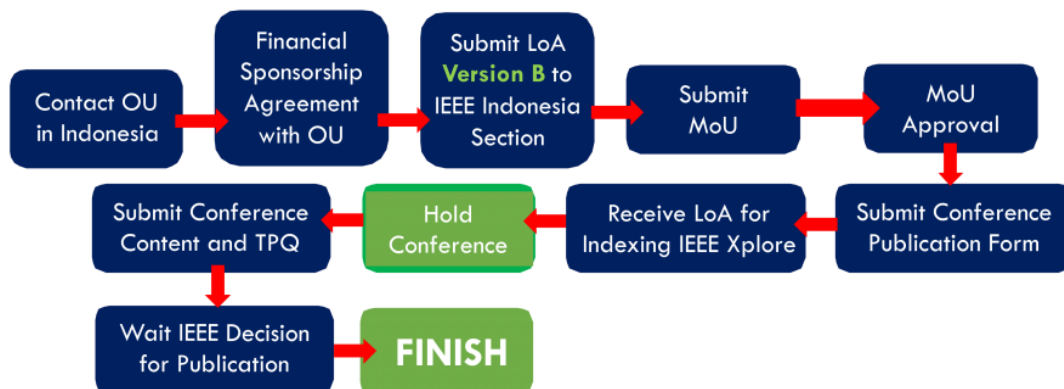 Contact OU
in Indonesia
Financial
Sponsorship
Agreement
with OU
Submit LoA
Version B to
IEEE Indonesia
Section
Submit
MoU
MoU
Approval
Submit Conference
Publication Form
Receive LoA for
Indexing IEEE Xplore
Hold
Conference
Submit Conference
Content and TPQ
Wait IEEE Decision
for Publication
FINISH